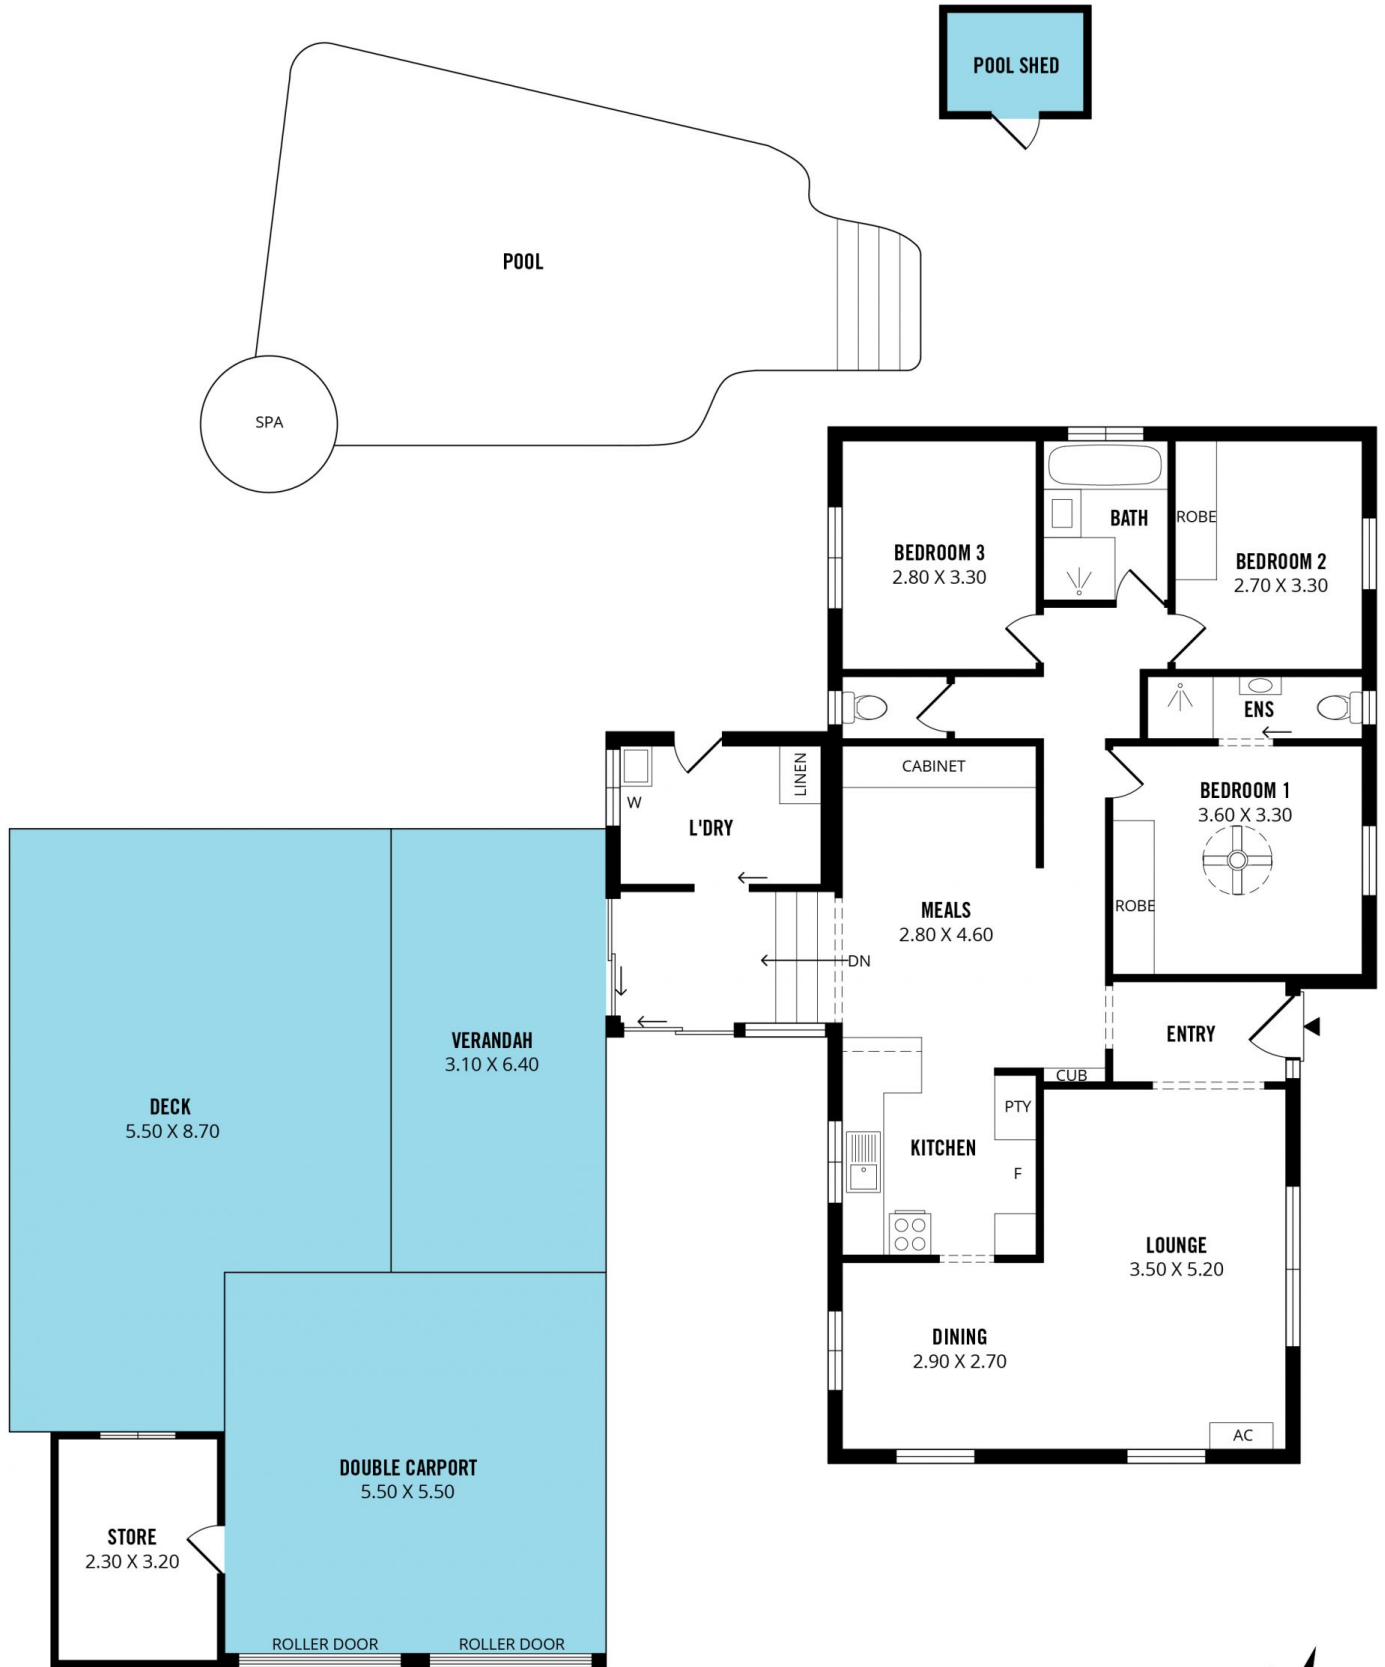 POOL SHED
POOL
SPA
BATH
ROBE
BEDROOM 3
2.80 X 3.30
BEDROOM 2
2.70 X 3.30
ENS
CABINET
LINEN
W
L'DRY
BEDROOM 1
3.60 X 3.30
ROBE
MEALS
2.80 X 4.60
DN
VERANDAH
3.10 X 6.40
ENTRY
CUB
DECK
5.50 X 8.70
PTY
KITCHEN
F
LOUNGE
3.50 X 5.20
DINING
2.90 X 2.70
AC
DOUBLE CARPORT
5.50 X 5.50
STORE
2.30 X 3.20
ROLLER DOOR
ROLLER DOOR